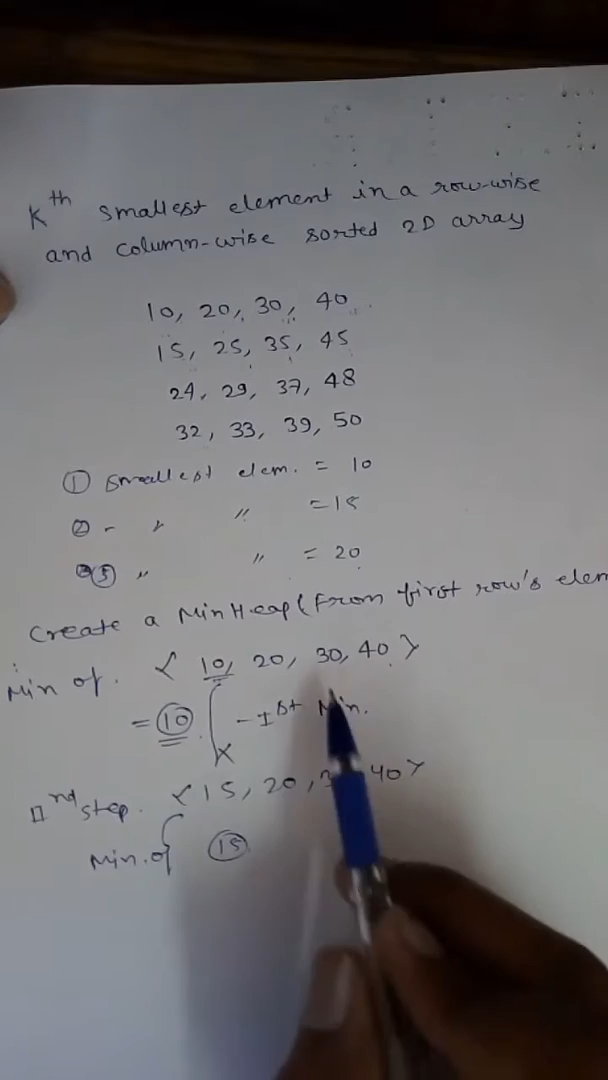 Kth smallest element in a row-wise
and column-wise sorted 2D array
10, 20, 30, 40
15, 25, 35, 45
24, 29, 37, 48
32, 33, 39, 50
① Smallest elem. = 10
② - " " = 15
③ " " = 20
Create a MinHeap (From first row's elem
Min of. < 10, 20, 30, 40 >
= 10 - Ist Min.
IInd step. < 15, 20, 40 >
Min. of 15